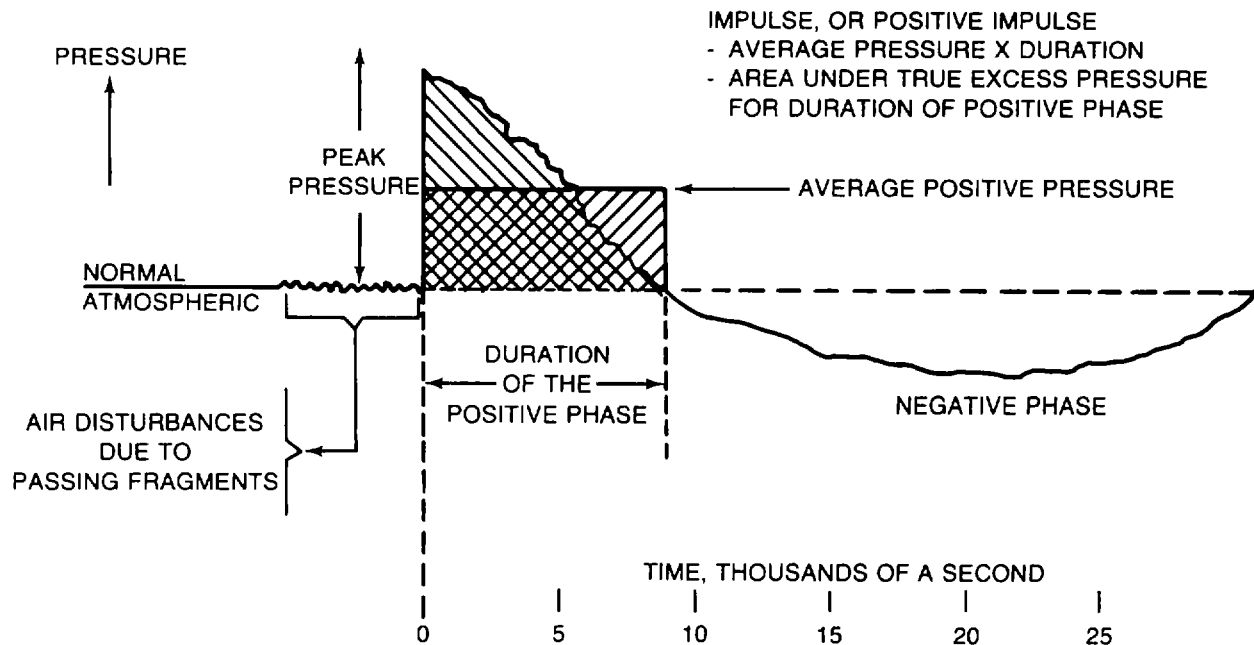 IMPULSE, OR POSITIVE IMPULSE
- AVERAGE PRESSURE X DURATION
- AREA UNDER TRUE EXCESS PRESSURE
FOR DURATION OF POSITIVE PHASE
PRESSURE
PEAK
PRESSURE
AVERAGE POSITIVE PRESSURE
NORMAL
ATMOSPHERIC
DURATION
OF THE
POSITIVE PHASE
NEGATIVE PHASE
AIR DISTURBANCES
DUE TO
PASSING FRAGMENTS
TIME, THOUSANDS OF A SECOND
0 5 10 15 20 25